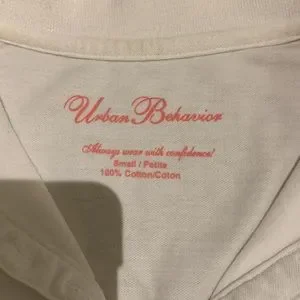 Urban Behavior
Always wear with confidence!
Small / Petite
100% Cotton/Coton